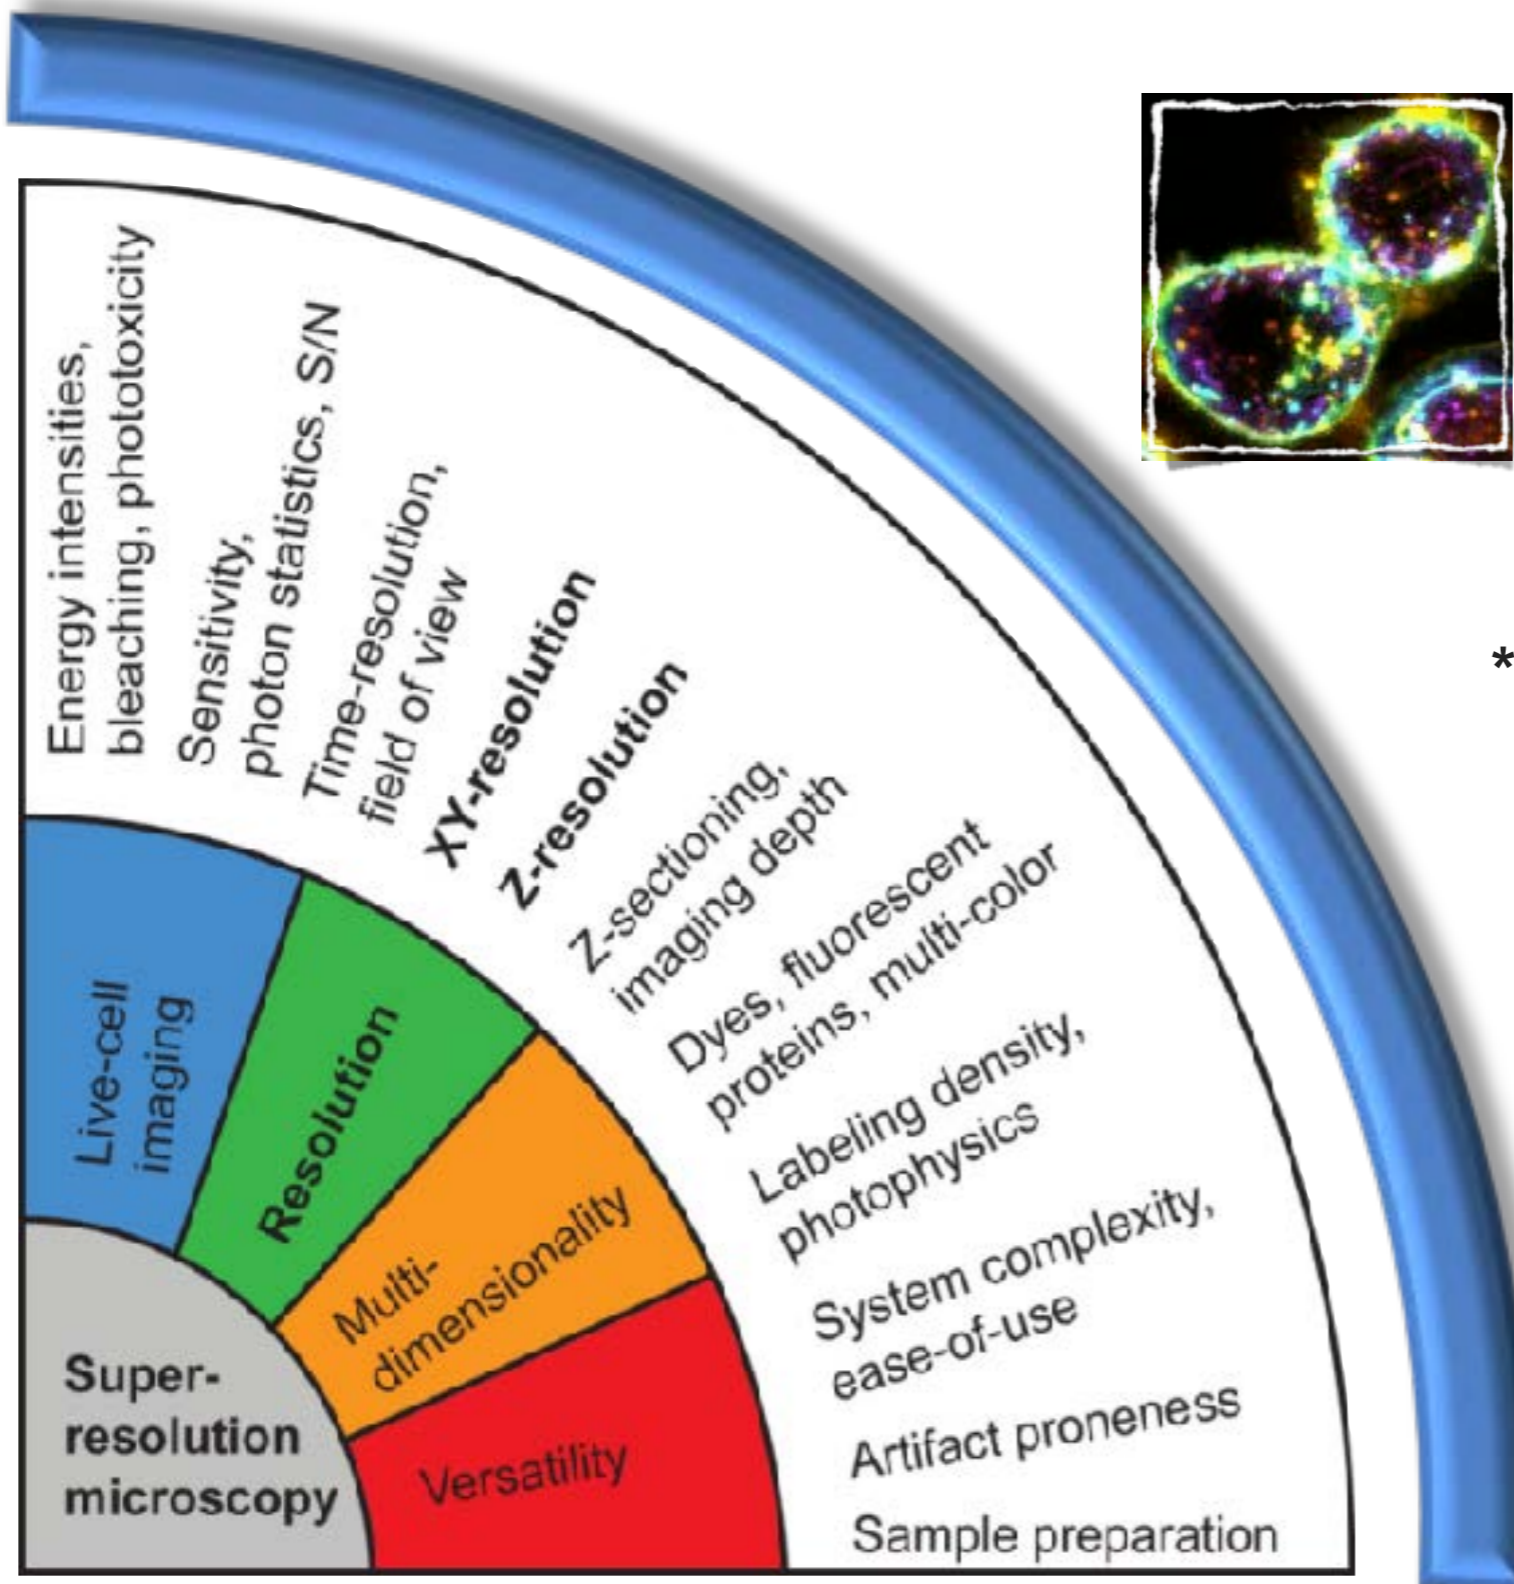 Energy intensities,
bleaching, phototoxicity
Sensitivity,
photon statistics, S/N
Time-resolution,
field of view
XY-resolution
Z-resolution
Z-sectioning,
imaging depth
Dyes, fluorescent
proteins, multi-color
Labeling density,
photophysics
System complexity,
ease-of-use
Artifact proneness
Sample preparation
Live-cell
imaging
Resolution
Multi-
dimensionality
Versatility
Super-
resolution
microscopy
*